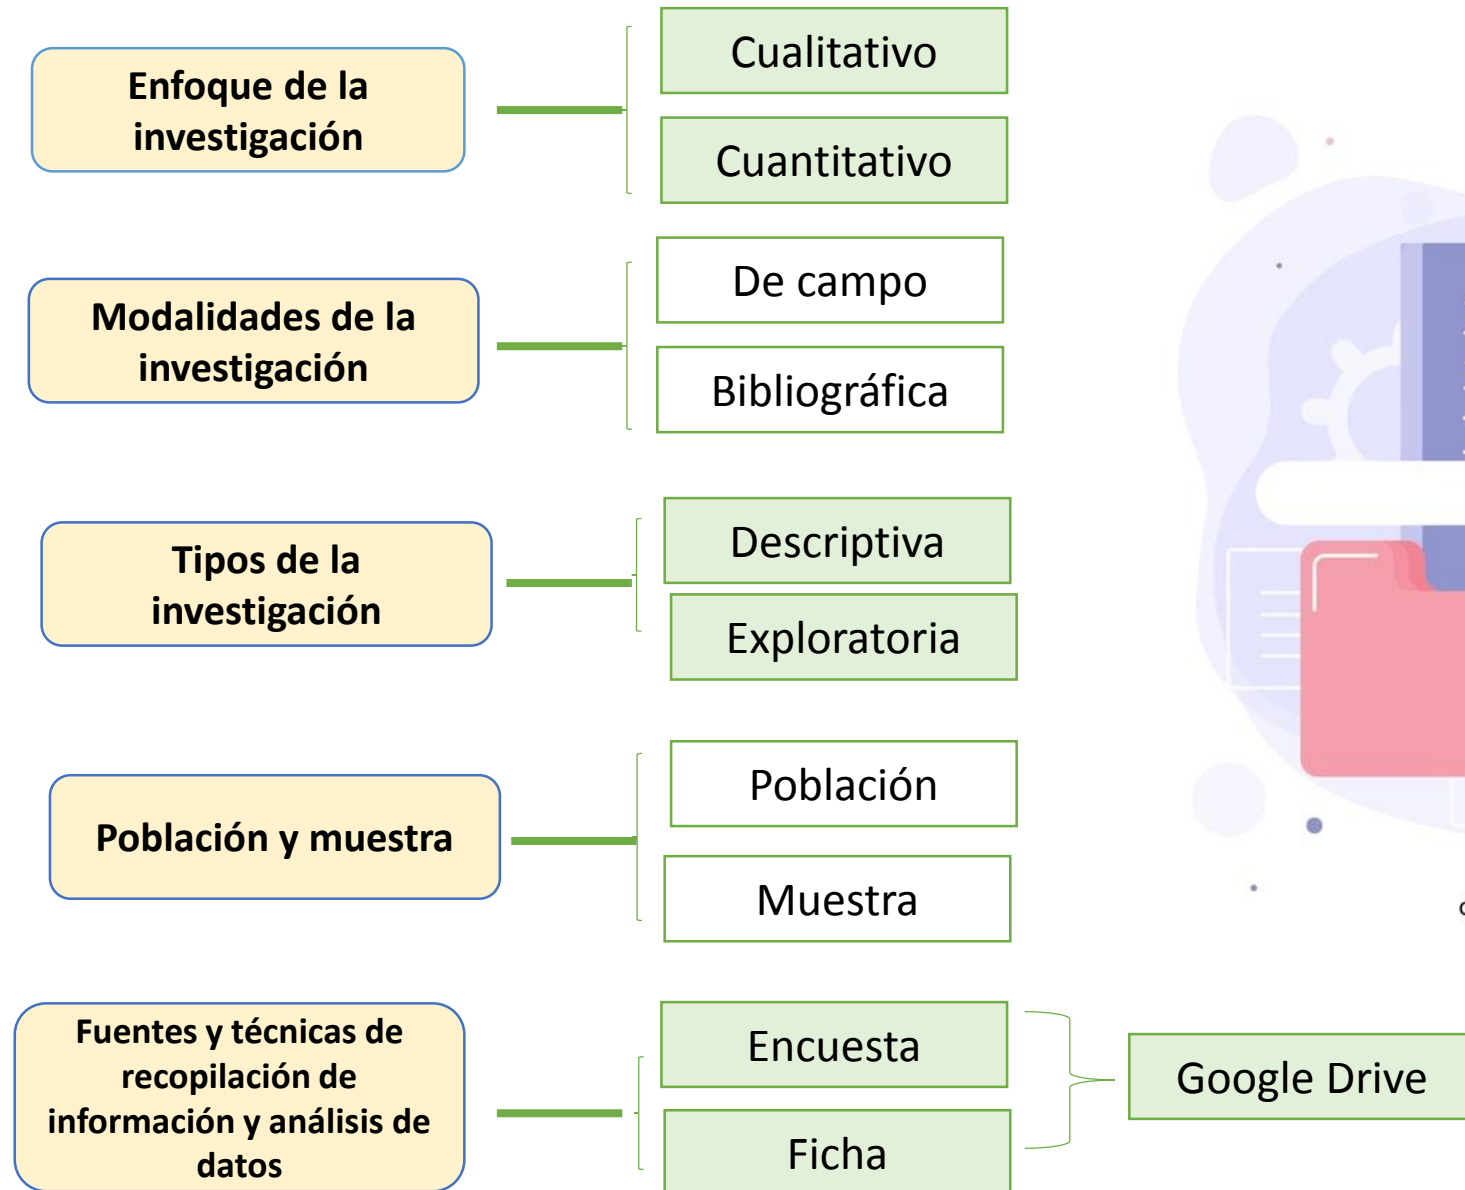 Enfoque de la
investigación
Cualitativo
Cuantitativo
Modalidades de la
investigación
De campo
Bibliográfica
Tipos de la
investigación
Descriptiva
Exploratoria
Población y muestra
Población
Muestra
Fuentes y técnicas de
recopilación de
información y análisis de
datos
Encuesta
Ficha
Google Drive